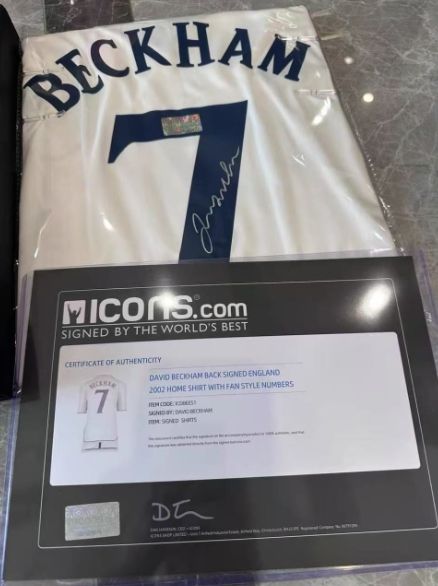 BECKHAM
7
ICONS.com
SIGNED BY THE WORLD'S BEST
CERTIFICATE OF AUTHENTICITY
DAVID BECKHAM BACK SIGNED ENGLAND
2002 HOME SHIRT WITH FAN STYLE NUMBERS
BECKHAM
7
SIGNED BY: DAVID BECKHAM
ITEM: SIGNED SHIRTS